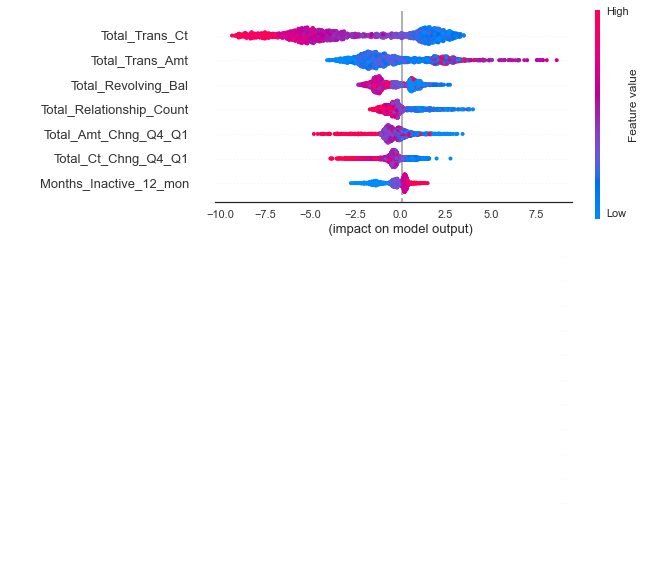 High
Total_Trans_Ct
Total_Trans_Amt
Total_Revolving_Bal
Total_Relationship_Count
Total_Amt_Chng_Q4_Q1
Total_Ct_Chng_Q4_Q1
Months_Inactive_12_mon
Feature value
Low
−10.0 −7.5 −5.0 −2.5 0.0 2.5 5.0 7.5
(impact on model output)